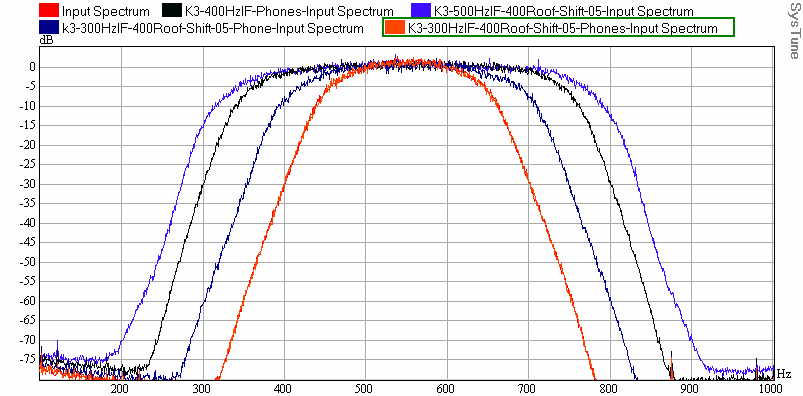 Input Spectrum K3-400HzIF-Phones-Input Spectrum K3-500HzIF-400Roof-Shift-05-Input Spectrum
k3-300HzIF-400Roof-Shift-05-Phone-Input Spectrum K3-300HzIF-400Roof-Shift-05-Phones-Input Spectrum
SysTune
dB
0
-5
-10
-15
-20
-25
-30
-35
-40
-45
-50
-55
-60
-65
-70
-75
Hz
200 300 400 500 600 700 800 900 1000